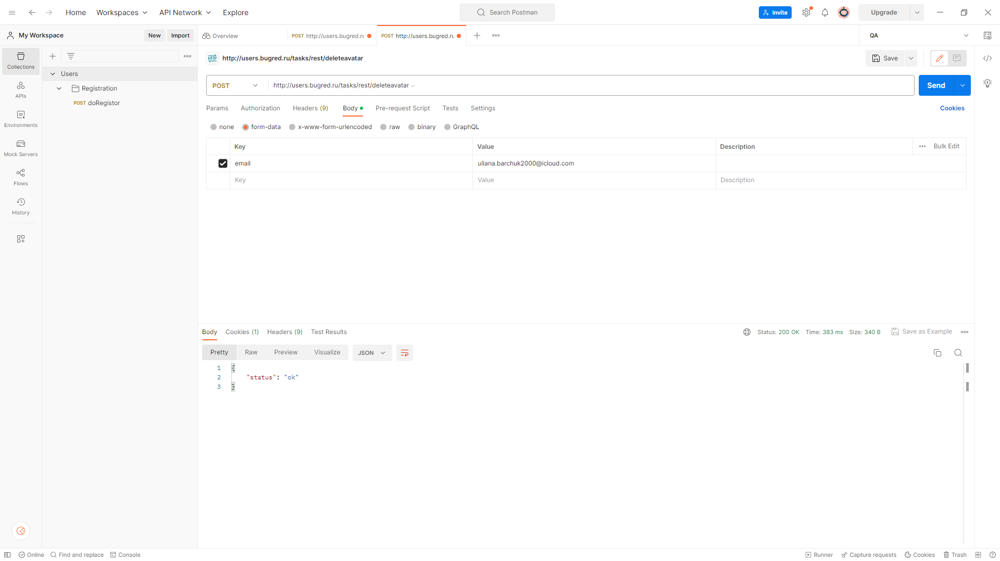 Home Workspaces API Network Explore Search Postman Invite Upgrade
My Workspace New Import Overview POST http://users.bugred.ru POST http://users.bugred.ru QA
Collections
APIs
Environments
Mock Servers
Flows
History
Users
Registration
POST doRegistor
HTTP http://users.bugred.ru/tasks/rest/deleteavatar Save
POST http://users.bugred.ru/tasks/rest/deleteavatar Send
Params Authorization Headers (9) Body Pre-request Script Tests Settings Cookies
none form-data x-www-form-urlencoded raw binary GraphQL
Key Value Description Bulk Edit
email uliana.barchuk2000@icloud.com
Key Value Description
Body Cookies (1) Headers (9) Test Results Status: 200 OK Time: 383 ms Size: 340 B Save as Example
Pretty Raw Preview Visualize JSON
1 {
2 "status": "ok"
3 }
Online Find and replace Console Runner Capture requests Cookies Trash